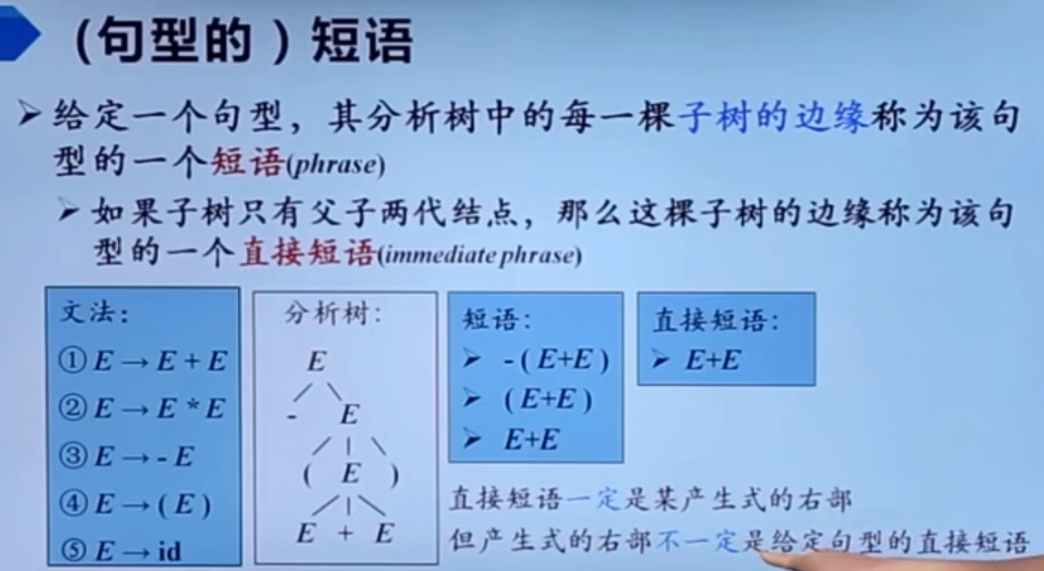 （句型的）短语
➢给定一个句型，其分析树中的每一棵子树的边缘称为该句
型的一个短语(phrase)
➢如果子树只有父子两代结点，那么这棵子树的边缘称为该句
型的一个直接短语(immediate phrase)
文法：
① E → E + E
② E → E * E
③ E → - E
④ E → ( E )
⑤ E → id
分析树：
E
- E
( E )
E + E
短语：
➢ - ( E+E )
➢ ( E+E )
➢ E+E
直接短语：
➢ E+E
直接短语一定是某产生式的右部
但产生式的右部不一定是给定句型的直接短语